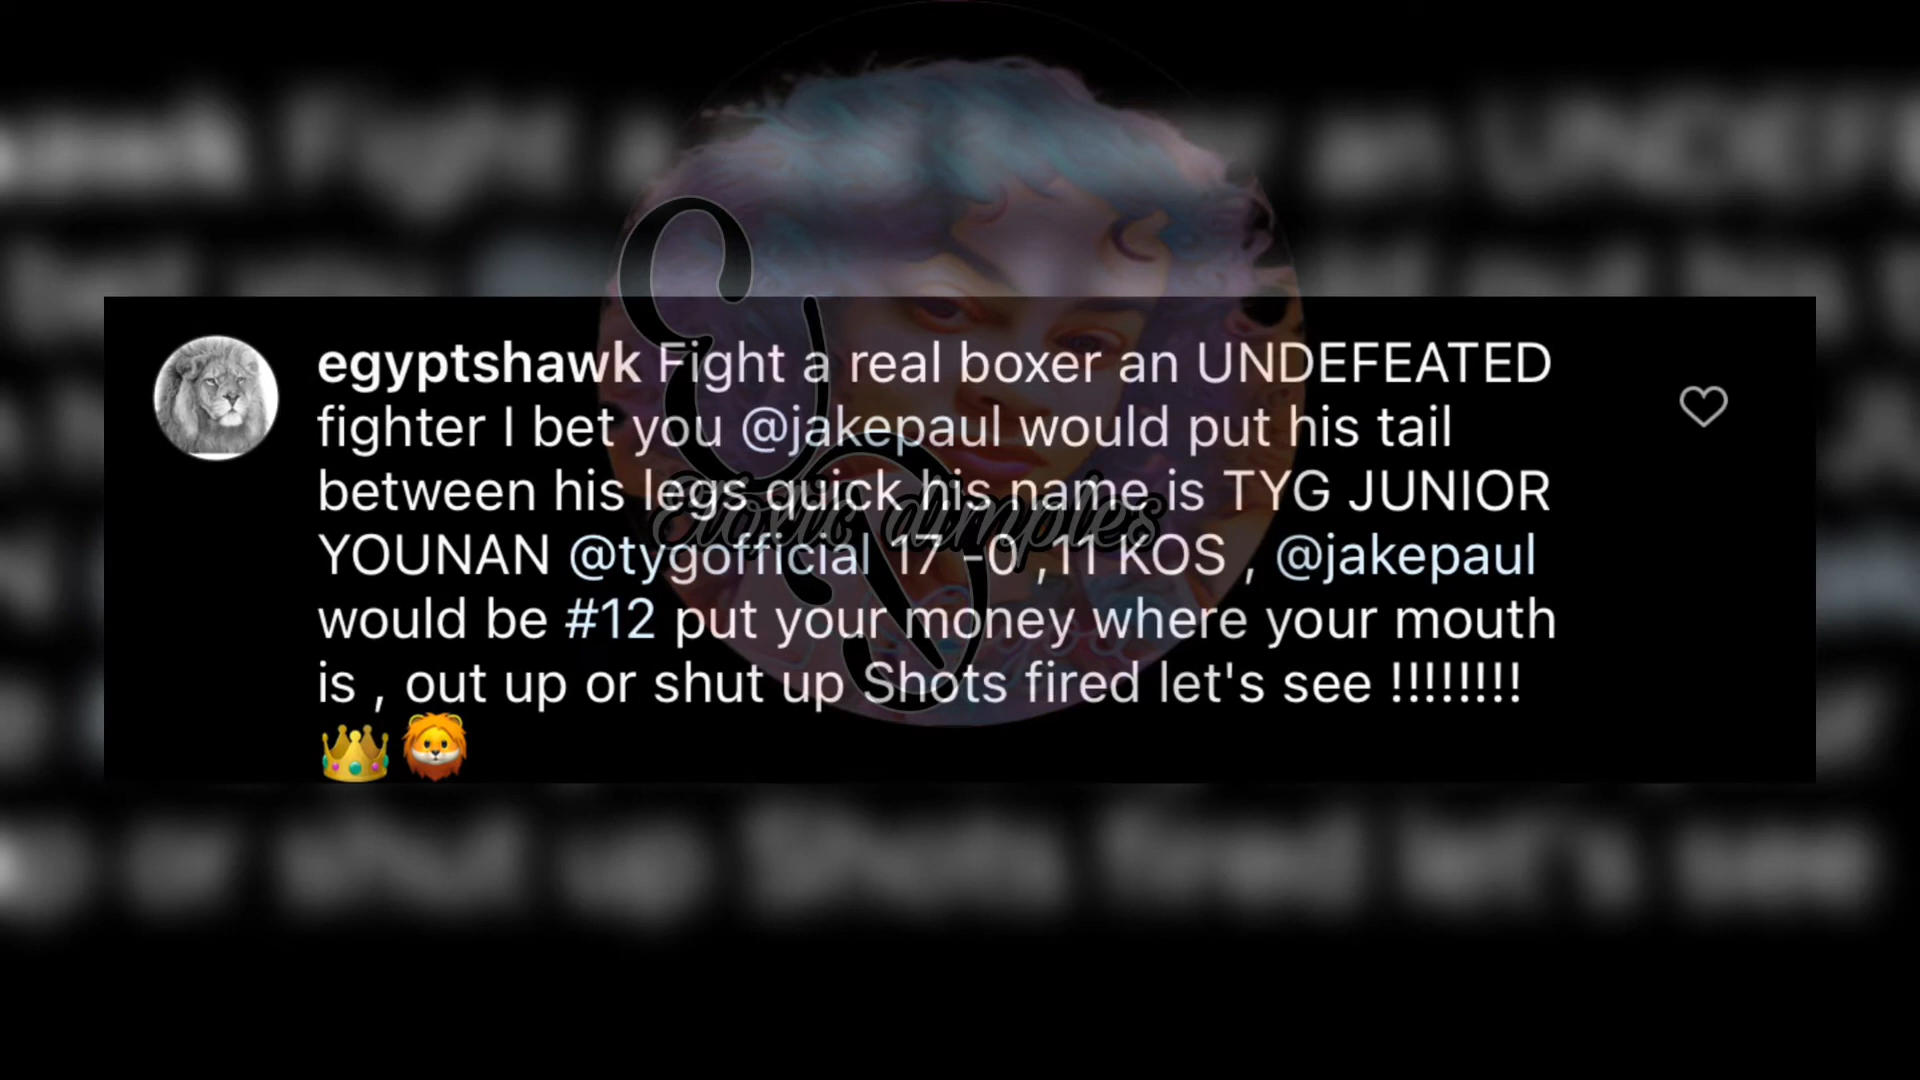 egyptshawk Fight a real boxer an UNDEFEATED
fighter I bet you @jakepaul would put his tail
between his legs quick his name is TYG JUNIOR
YOUNAN @tygofficial 17 -0 ,11 KOS , @jakepaul
would be #12 put your money where your mouth
is , out up or shut up Shots fired let's see !!!!!!!!
👑🦁